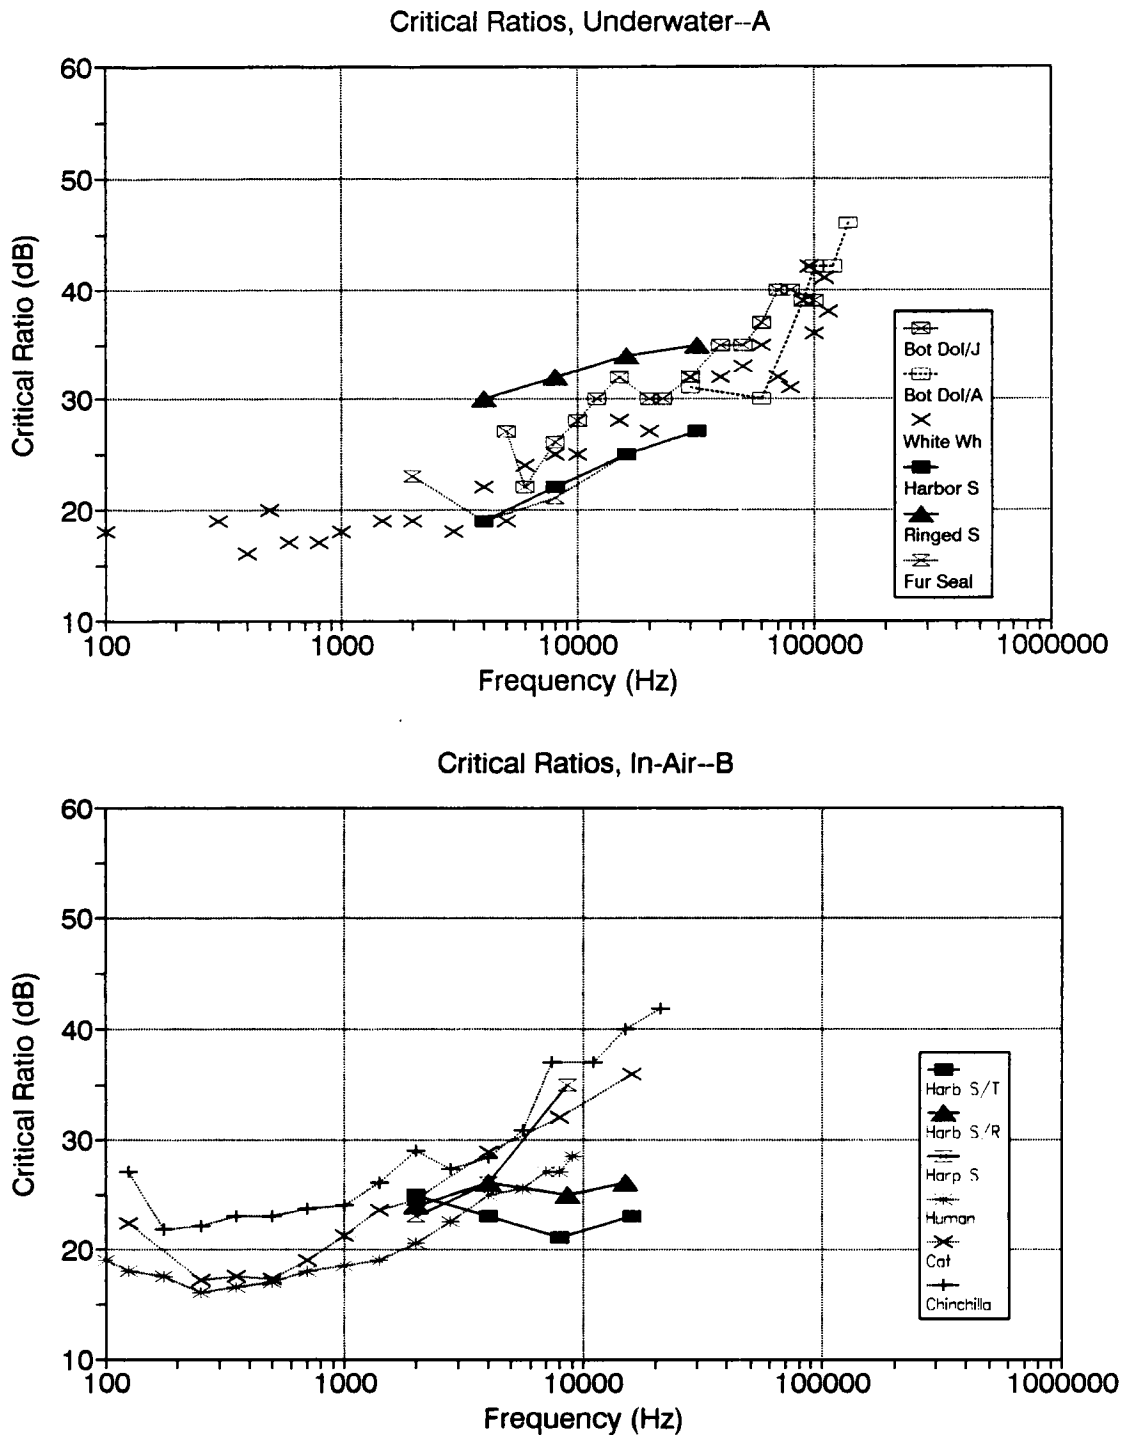 Critical Ratios, Underwater--A
60
50
40
30
20
10
Critical Ratio (dB)
100
1000
10000
100000
1000000
Frequency (Hz)
Bot Dol/J
Bot Dol/A
White Wh
Harbor S
Ringed S
Fur Seal
Critical Ratios, In-Air--B
60
50
40
30
20
10
Critical Ratio (dB)
100
1000
10000
100000
1000000
Frequency (Hz)
Harb S/T
Harb S/R
Harp S
Human
Cat
Chinchilla